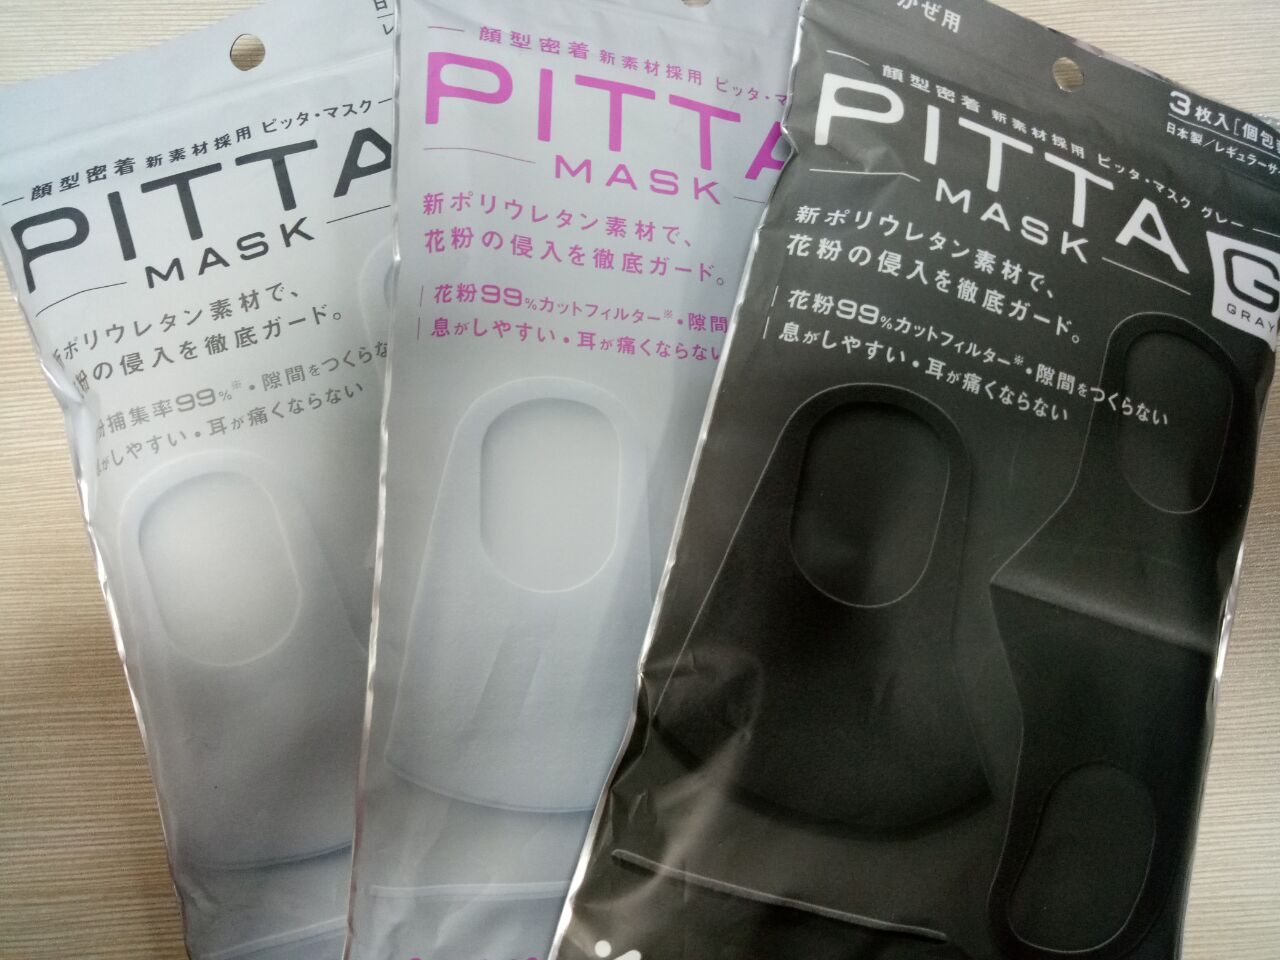 顔型密着 新素材採用 ピッタ・マスク
PITTA
MASK
新ポリウレタン素材で、
花粉の侵入を徹底ガード。
捕集率99%※・隙間をつくらな
息がしやすい・耳が痛くならない
顔型密着 新素材採用 ピッタ・マ
PITTA
MASK
新ポリウレタン素材で、
花粉の侵入を徹底ガード。
花粉99%カットフィルター※・隙間
息がしやすい・耳が痛くならない
かぜ用
3枚入[個包
日本製/レギュラーサ
顔型密着 新素材採用 ピッタ・マスク グレー
PITTA
MASK
G
GRAY
新ポリウレタン素材で、
花粉の侵入を徹底ガード。
花粉99%カットフィルター※・隙間をつくらない
息がしやすい・耳が痛くならない